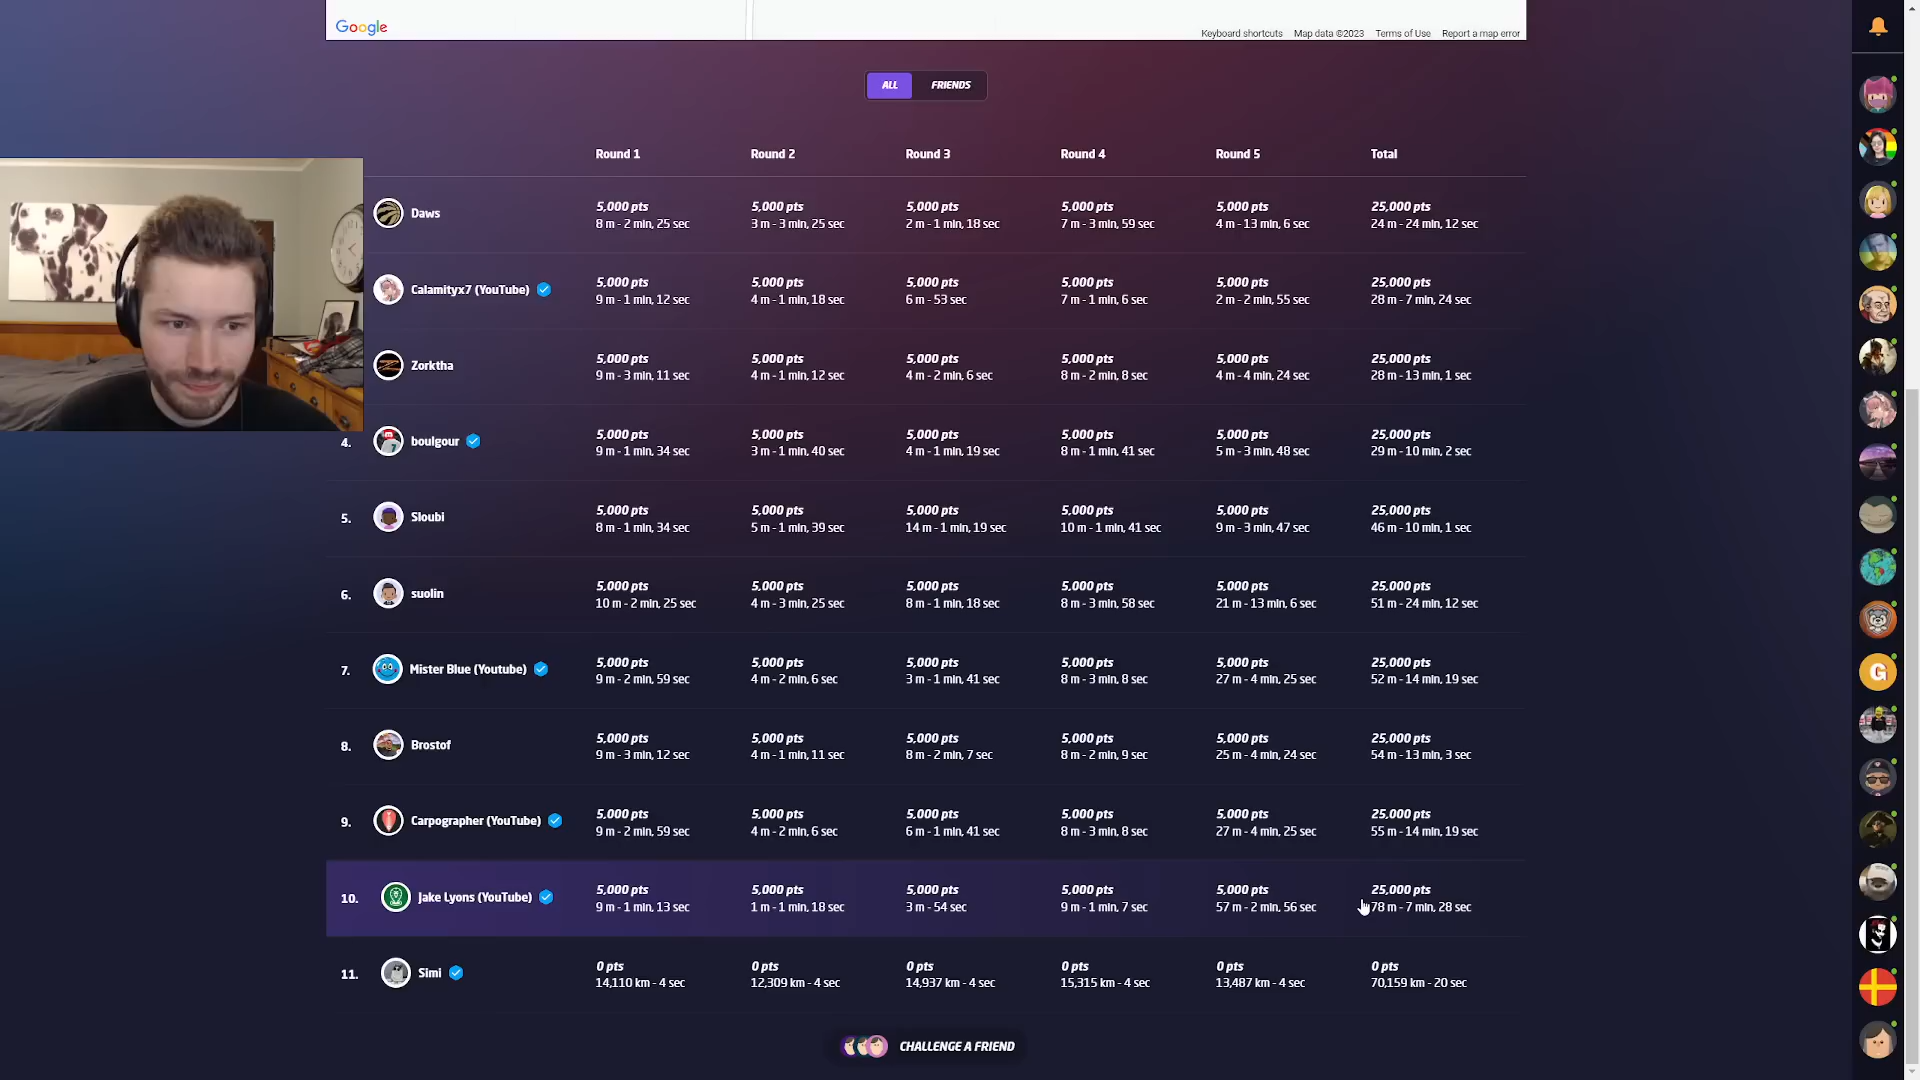 Google
Keyboard shortcuts Map data ©2023 Terms of Use Report a map error
ALL FRIENDS
Round 1 Round 2 Round 3 Round 4 Round 5 Total
Daws
5,000 pts 5,000 pts 5,000 pts 5,000 pts 5,000 pts 25,000 pts
8 m - 2 min, 25 sec 3 m - 3 min, 25 sec 2 m - 1 min, 18 sec 7 m - 3 min, 59 sec 4 m - 13 min, 6 sec 24 m - 24 min, 12 sec
Calamityx7 (YouTube)
5,000 pts 5,000 pts 5,000 pts 5,000 pts 5,000 pts 25,000 pts
9 m - 1 min, 12 sec 4 m - 1 min, 18 sec 6 m - 53 sec 7 m - 1 min, 6 sec 2 m - 2 min, 55 sec 28 m - 7 min, 24 sec
Zorktha
5,000 pts 5,000 pts 5,000 pts 5,000 pts 5,000 pts 25,000 pts
9 m - 3 min, 11 sec 4 m - 1 min, 12 sec 4 m - 2 min, 6 sec 8 m - 2 min, 8 sec 4 m - 4 min, 24 sec 28 m - 13 min, 1 sec
4. boulgour
5,000 pts 5,000 pts 5,000 pts 5,000 pts 5,000 pts 25,000 pts
9 m - 1 min, 34 sec 3 m - 1 min, 40 sec 4 m - 1 min, 19 sec 8 m - 1 min, 41 sec 5 m - 3 min, 48 sec 29 m - 10 min, 2 sec
5. Sloubi
5,000 pts 5,000 pts 5,000 pts 5,000 pts 5,000 pts 25,000 pts
8 m - 1 min, 34 sec 5 m - 1 min, 39 sec 14 m - 1 min, 19 sec 10 m - 1 min, 41 sec 9 m - 3 min, 47 sec 46 m - 10 min, 1 sec
6. suolin
5,000 pts 5,000 pts 5,000 pts 5,000 pts 5,000 pts 25,000 pts
10 m - 2 min, 25 sec 4 m - 3 min, 25 sec 8 m - 1 min, 18 sec 8 m - 3 min, 58 sec 21 m - 13 min, 6 sec 51 m - 24 min, 12 sec
7. Mister Blue (Youtube)
5,000 pts 5,000 pts 5,000 pts 5,000 pts 5,000 pts 25,000 pts
9 m - 2 min, 59 sec 4 m - 2 min, 6 sec 3 m - 1 min, 41 sec 8 m - 3 min, 8 sec 27 m - 4 min, 25 sec 52 m - 14 min, 19 sec
8. Brostof
5,000 pts 5,000 pts 5,000 pts 5,000 pts 5,000 pts 25,000 pts
9 m - 3 min, 12 sec 4 m - 1 min, 11 sec 8 m - 2 min, 7 sec 8 m - 2 min, 9 sec 25 m - 4 min, 24 sec 54 m - 13 min, 3 sec
9. Carpographer (YouTube)
5,000 pts 5,000 pts 5,000 pts 5,000 pts 5,000 pts 25,000 pts
9 m - 2 min, 59 sec 4 m - 2 min, 6 sec 6 m - 1 min, 41 sec 8 m - 3 min, 8 sec 27 m - 4 min, 25 sec 55 m - 14 min, 19 sec
10. Jake Lyons (YouTube)
5,000 pts 5,000 pts 5,000 pts 5,000 pts 5,000 pts 25,000 pts
9 m - 1 min, 13 sec 1 m - 1 min, 18 sec 3 m - 54 sec 9 m - 1 min, 7 sec 57 m - 2 min, 56 sec 78 m - 7 min, 28 sec
11. Simi
0 pts 0 pts 0 pts 0 pts 0 pts 0 pts
14,110 km - 4 sec 12,309 km - 4 sec 14,937 km - 4 sec 15,315 km - 4 sec 13,487 km - 4 sec 70,159 km - 20 sec
CHALLENGE A FRIEND
G